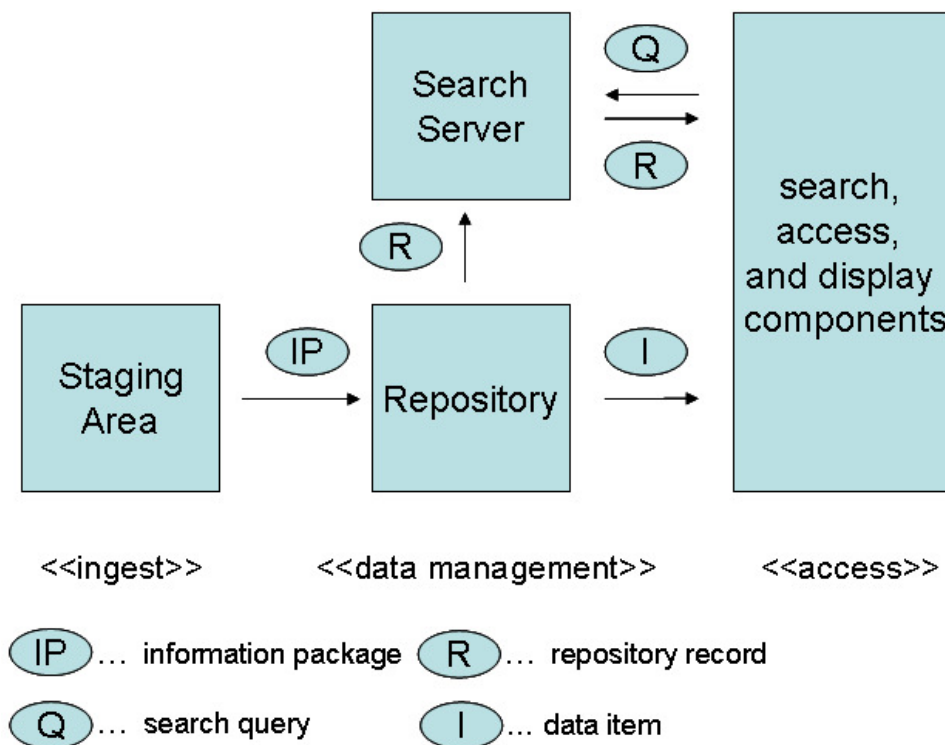 Q
Search
Server
R
search,
access,
and display
components
R
IP
I
Staging
Area
Repository
<<ingest>>
<<data management>>
<<access>>
IP ... information package
R ... repository record
Q ... search query
I ... data item